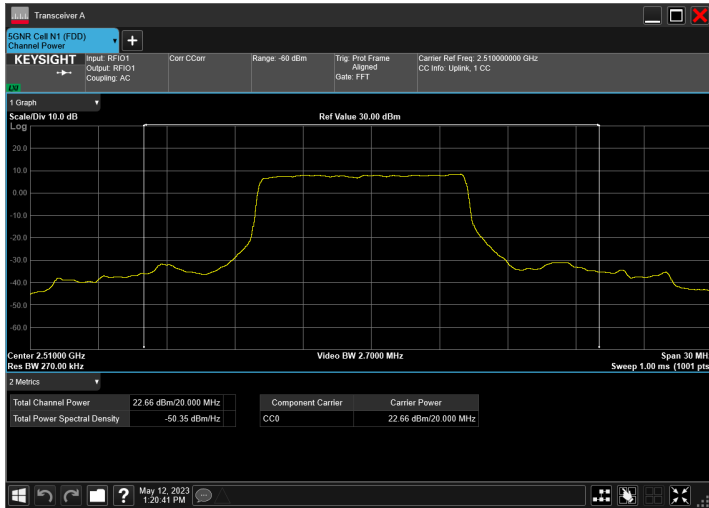 Transceiver A
5GNR Cell N1 (FDD)
Channel Power
KEYSIGHT
Input: RFIO1
Output: RFIO1
Coupling: AC
Corr CCorr
Range: -60 dBm
Trig: Prot Frame
Aligned
Gate: FFT
Carrier Ref Freq: 2.510000000 GHz
CC Info: Uplink, 1 CC
LXI
1 Graph
Scale/Div 10.0 dB
Ref Value 30.00 dBm
Log
20.0
10.0
0.00
-10.0
-20.0
-30.0
-40.0
-50.0
-60.0
Center 2.51000 GHz
Video BW 2.7000 MHz
Span 30 MH
Res BW 270.00 kHz
Sweep 1.00 ms (1001 pts
2 Metrics
Total Channel Power 22.66 dBm/20.000 MHz
Total Power Spectral Density -50.35 dBm/Hz
Component Carrier Carrier Power
CC0 22.66 dBm/20.000 MHz
?
May 12, 2023
1:20:41 PM